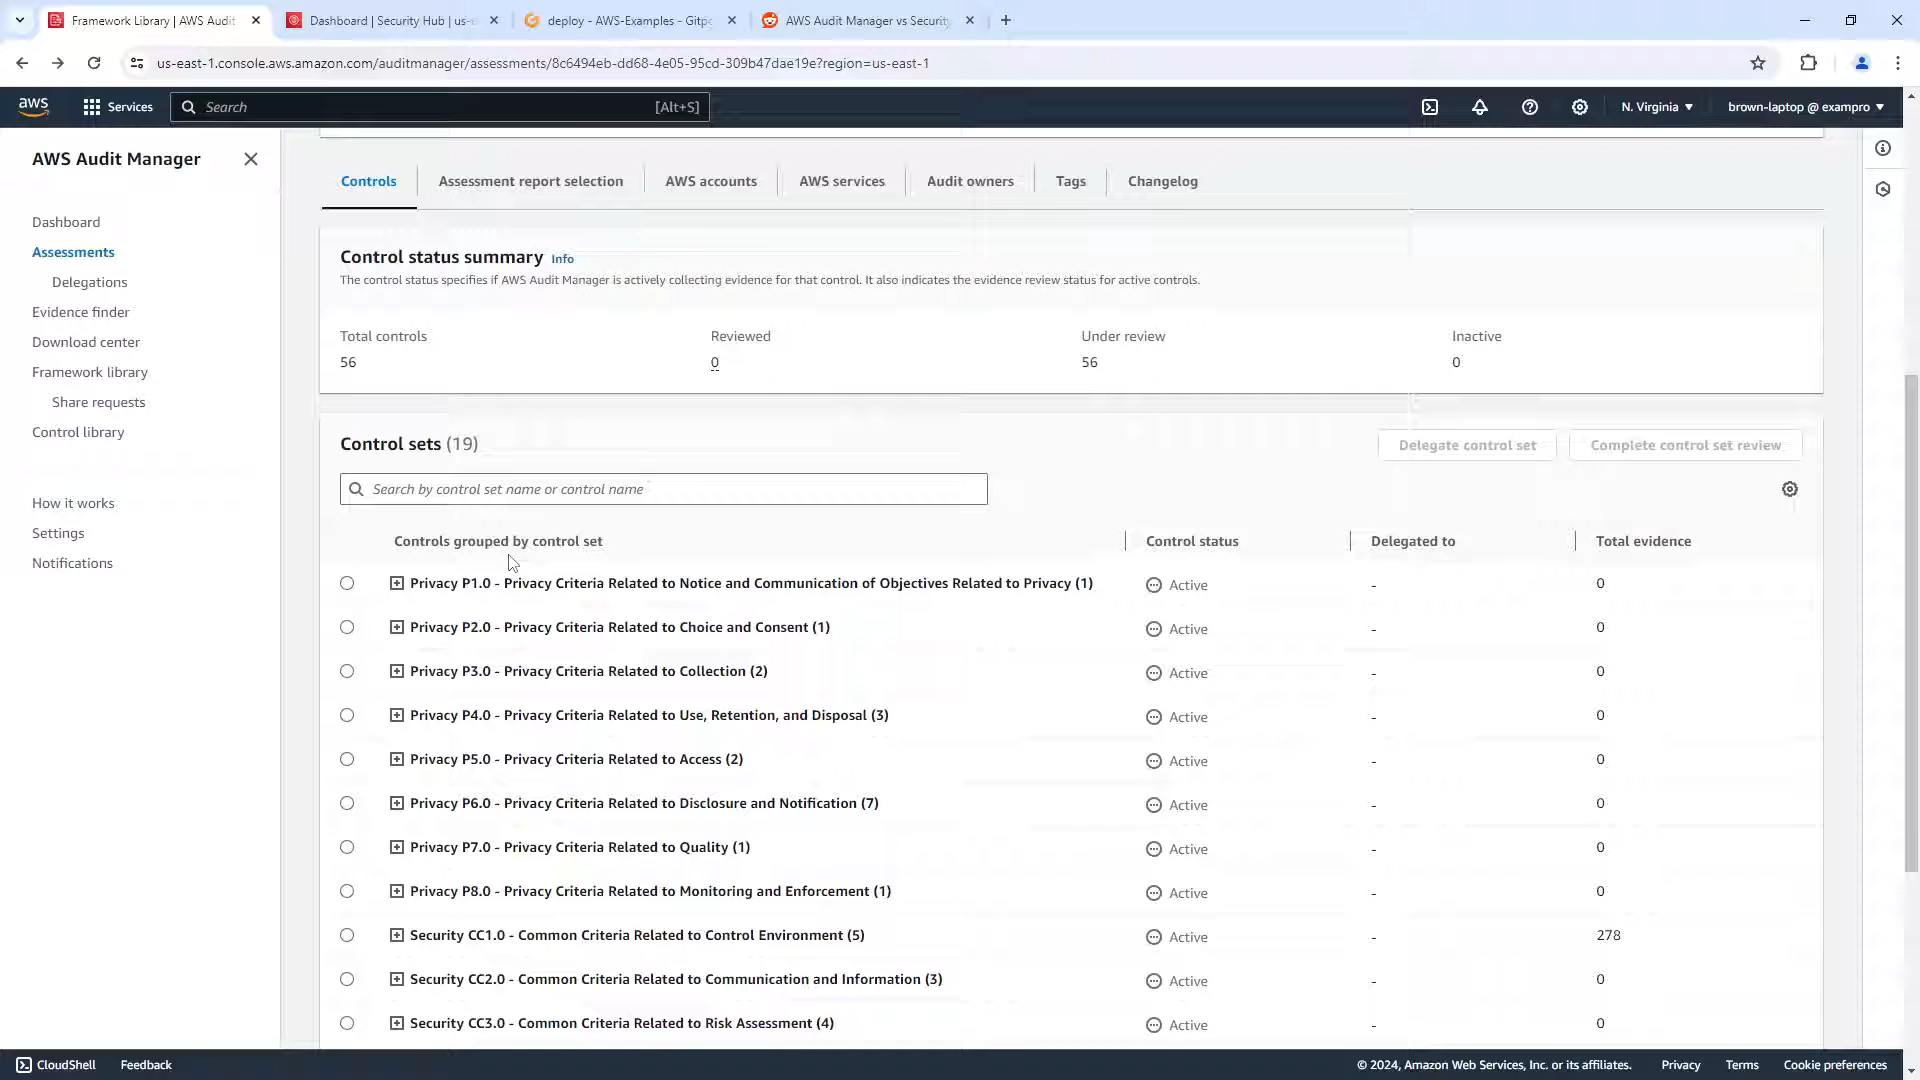 Framework Library | AWS Audit
Dashboard | Security Hub | us-e
deploy - AWS-Examples - Gitpo
AWS Audit Manager vs Security
us-east-1.console.aws.amazon.com/auditmanager/assessments/8c6494eb-dd68-4e05-95cd-309b47dae19e?region=us-east-1
aws
Services
Search
[Alt+S]
N. Virginia
brown-laptop @ exampro
AWS Audit Manager
Dashboard
Assessments
Delegations
Evidence finder
Download center
Framework library
Share requests
Control library
How it works
Settings
Notifications
Controls
Assessment report selection
AWS accounts
AWS services
Audit owners
Tags
Changelog
Control status summary Info
The control status specifies if AWS Audit Manager is actively collecting evidence for that control. It also indicates the evidence review status for active controls.
Total controls
56
Reviewed
0
Under review
56
Inactive
0
Control sets (19)
Delegate control set
Complete control set review
Search by control set name or control name
Controls grouped by control set
Control status
Delegated to
Total evidence
Privacy P1.0 - Privacy Criteria Related to Notice and Communication of Objectives Related to Privacy (1) Active - 0
Privacy P2.0 - Privacy Criteria Related to Choice and Consent (1) Active - 0
Privacy P3.0 - Privacy Criteria Related to Collection (2) Active - 0
Privacy P4.0 - Privacy Criteria Related to Use, Retention, and Disposal (3) Active - 0
Privacy P5.0 - Privacy Criteria Related to Access (2) Active - 0
Privacy P6.0 - Privacy Criteria Related to Disclosure and Notification (7) Active - 0
Privacy P7.0 - Privacy Criteria Related to Quality (1) Active - 0
Privacy P8.0 - Privacy Criteria Related to Monitoring and Enforcement (1) Active - 0
Security CC1.0 - Common Criteria Related to Control Environment (5) Active - 278
Security CC2.0 - Common Criteria Related to Communication and Information (3) Active - 0
Security CC3.0 - Common Criteria Related to Risk Assessment (4) Active - 0
CloudShell
Feedback
© 2024, Amazon Web Services, Inc. or its affiliates.
Privacy
Terms
Cookie preferences